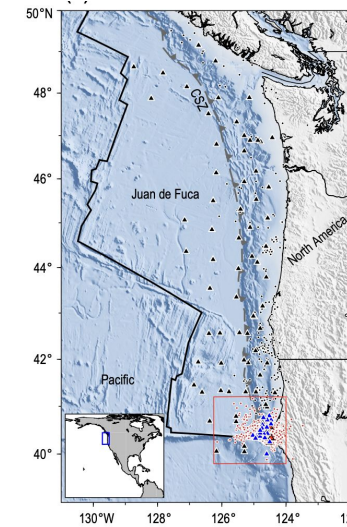 50°N
48°
CSZ
46°
Juan de Fuca
North America
44°
42°
Pacific
40°
130°W
128°
126°
124°